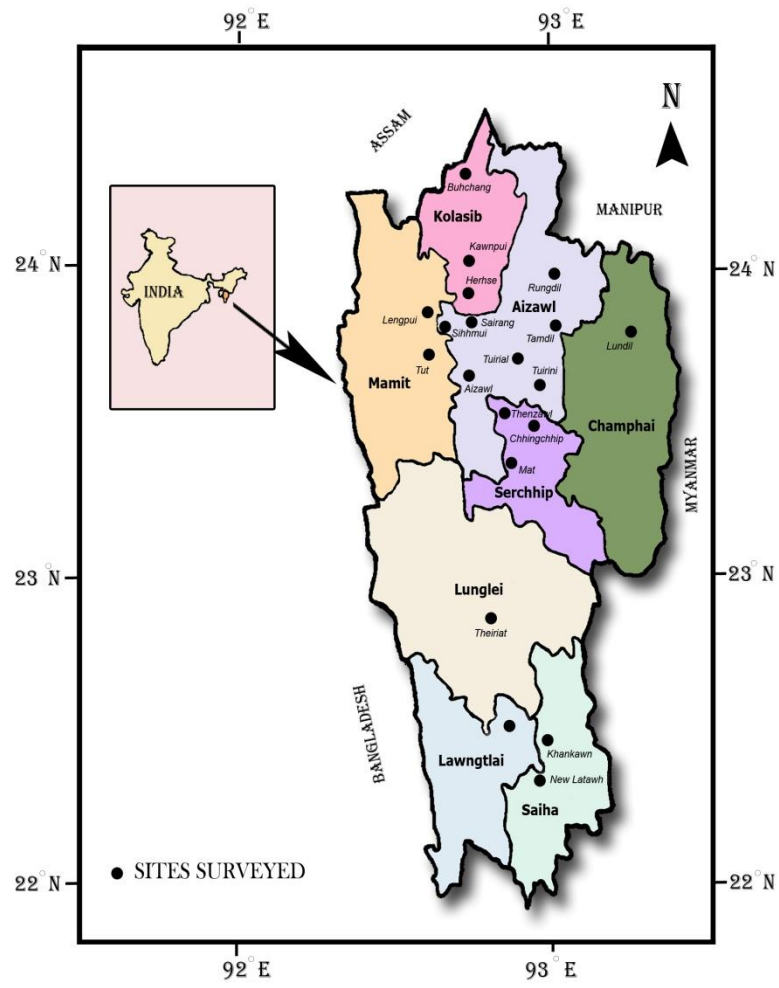 92°E 93°E
ASSAM
N
MANIPUR
24°N
24°N
INDIA
Buhchang
Kolasib
Kawnpui
Herhse
Rungdil
Aizawl
Lengpui
Sihhmui
Sairang
Tamdil
Lundil
Tut
Tuirial
Mamit
Aizawl
Tuirini
Thenzawl
Chhingchhip
Champhai
Mat
Serchhip
MYANMAR
23°N
23°N
Lunglei
Theiriat
BANGLADESH
Lawngtlai
Khankawn
New Latawh
Saiha
SITES SURVEYED
22°N
22°N
92°E 93°E